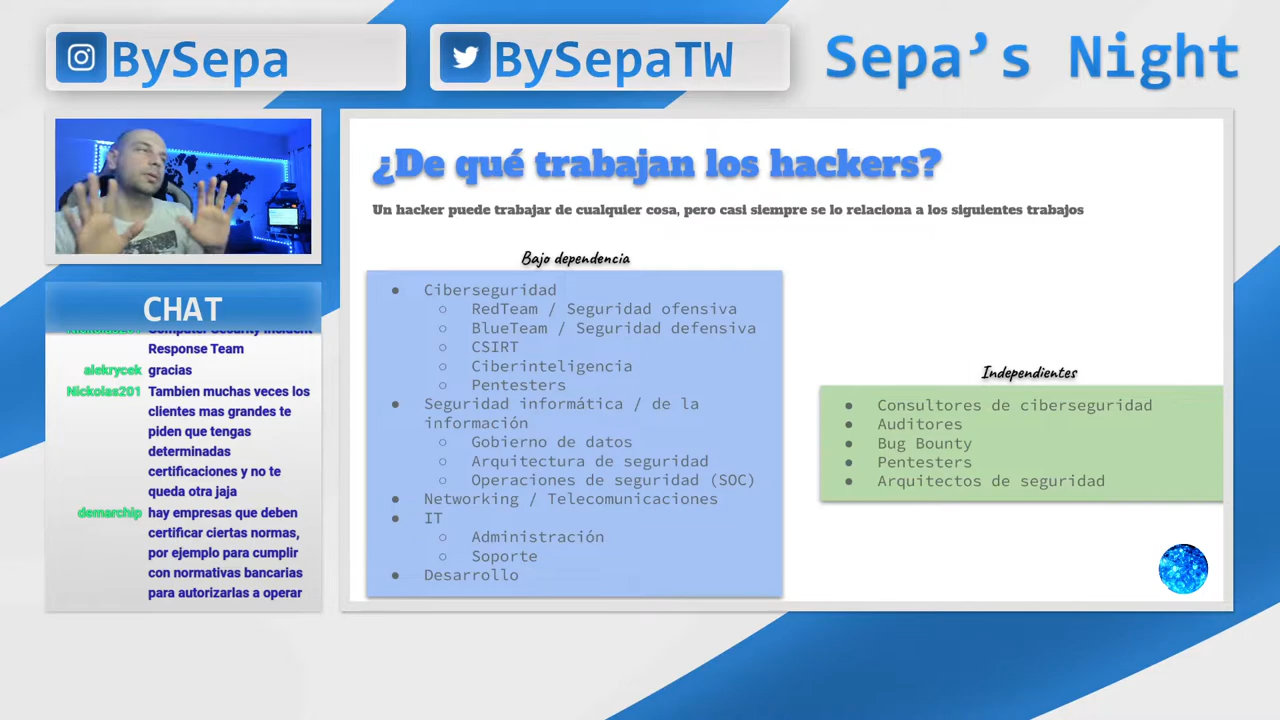 BySepa
BySepaTW
Sepa's Night
¿De qué trabajan los hackers?
Un hacker puede trabajar de cualquier cosa, pero casi siempre se lo relaciona a los siguientes trabajos
Bajo dependencia
● Ciberseguridad
○ RedTeam / Seguridad ofensiva
○ BlueTeam / Seguridad defensiva
○ CSIRT
○ Ciberinteligencia
○ Pentesters
● Seguridad informática / de la
información
○ Gobierno de datos
○ Arquitectura de seguridad
○ Operaciones de seguridad (SOC)
● Networking / Telecomunicaciones
● IT
○ Administración
○ Soporte
● Desarrollo
Independientes
● Consultores de ciberseguridad
● Auditores
● Bug Bounty
● Pentesters
● Arquitectos de seguridad
CHAT
Nickolas201 Computer Security Incident
Response Team
alekrycek gracias
Nickolas201 Tambien muchas veces los
clientes mas grandes te
piden que tengas
determinadas
certificaciones y no te
queda otra jaja
demarchip hay empresas que deben
certificar ciertas normas,
por ejemplo para cumplir
con normativas bancarias
para autorizarlas a operar